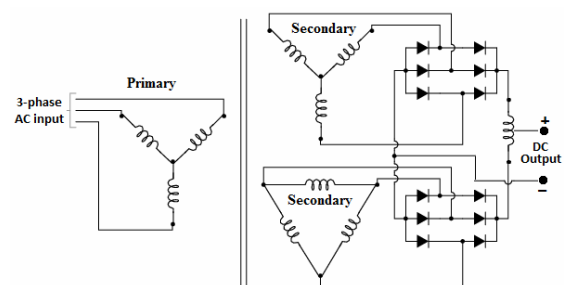 Secondary
Primary
3-phase
AC input
+
DC
Output
−
Secondary